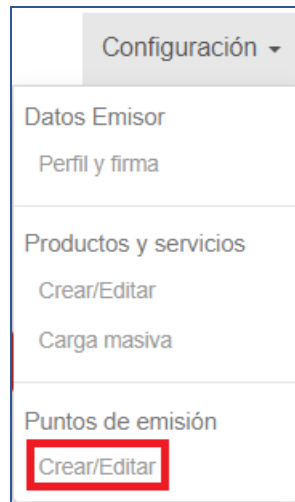 Configuración
Datos Emisor
Perfil y firma
Productos y servicios
Crear/Editar
Carga masiva
Puntos de emisión
Crear/Editar